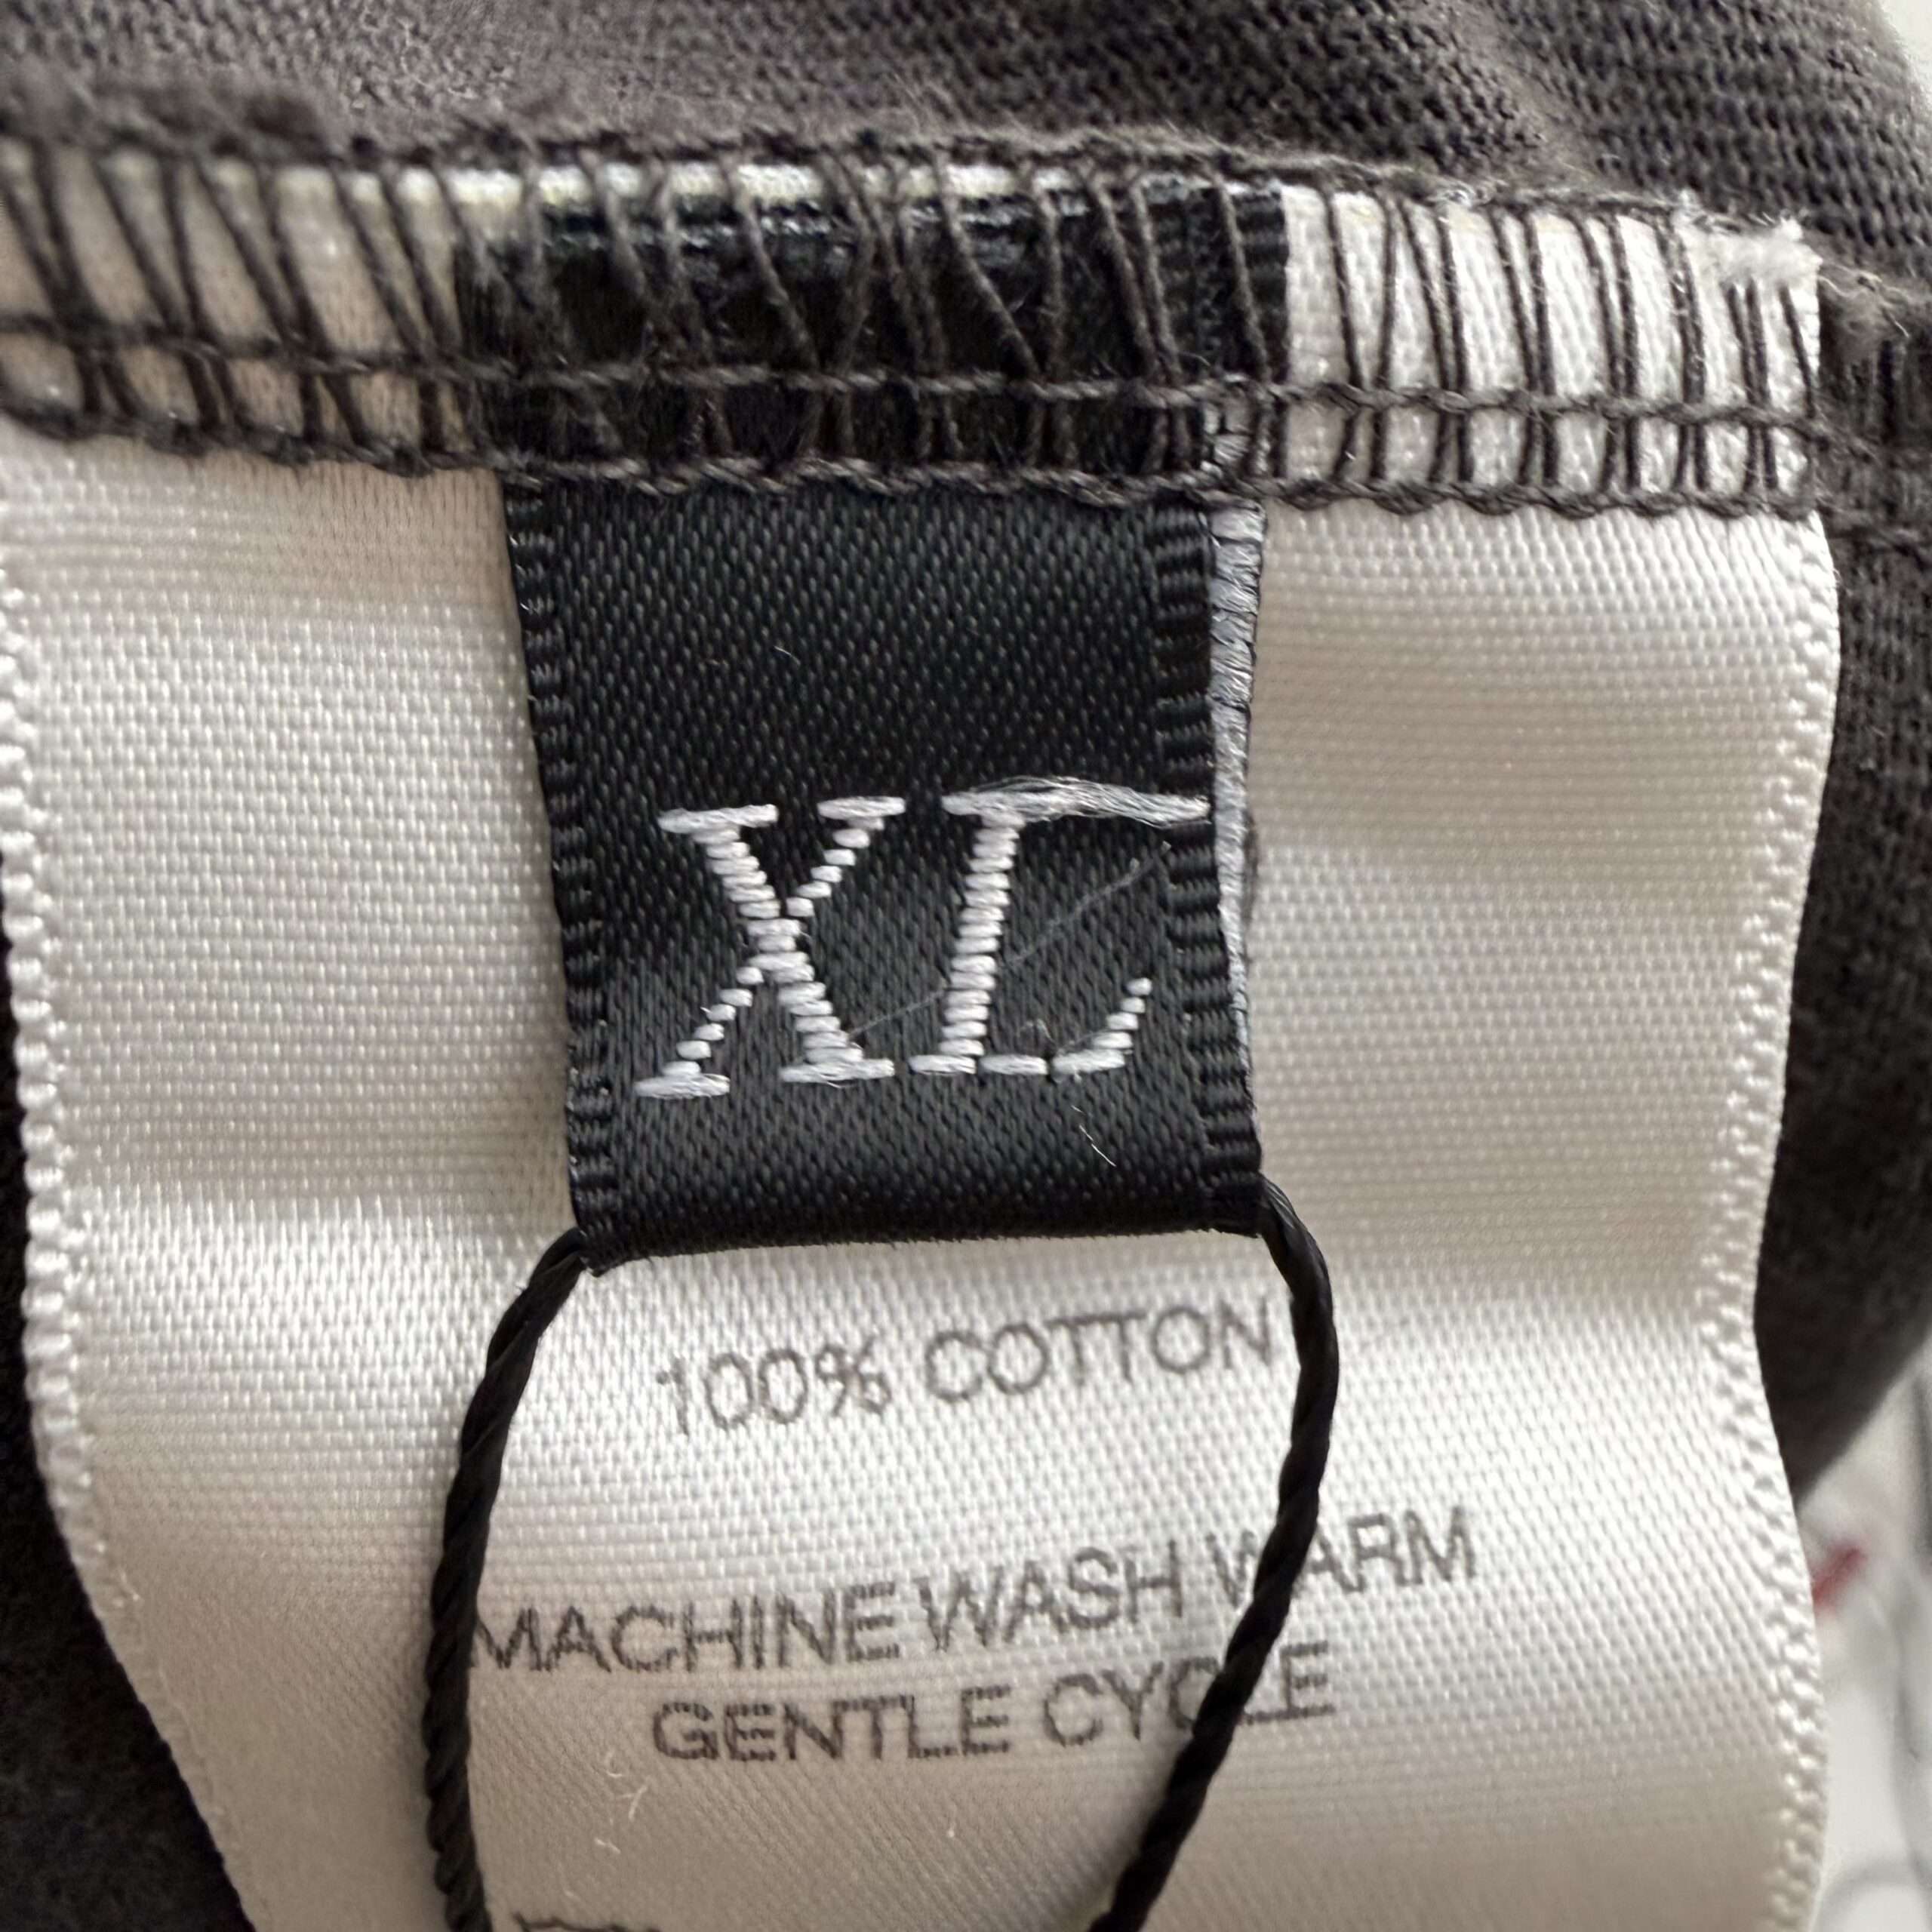 XL
100% COTTON
MACHINE WASH WARM
GENTLE CYCLE